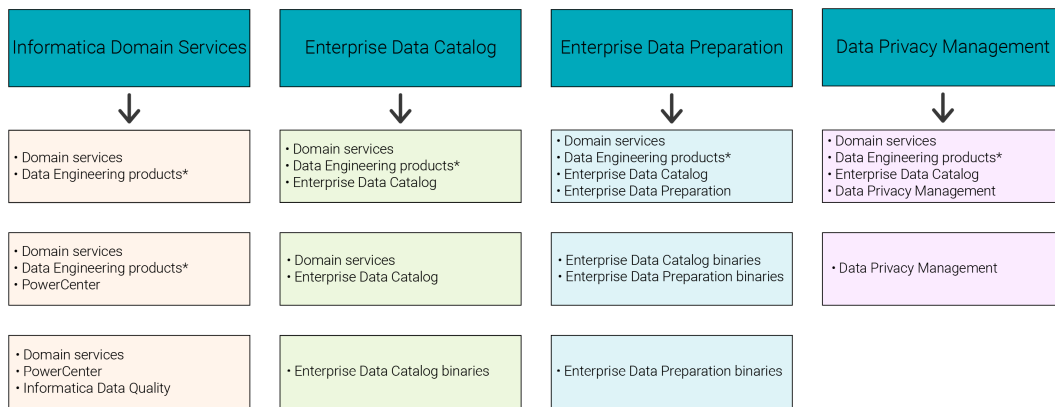 Informatica Domain Services
Enterprise Data Catalog
Enterprise Data Preparation
Data Privacy Management
• Domain services
• Data Engineering products*
• Domain services
• Data Engineering products*
• Enterprise Data Catalog
• Domain services
• Data Engineering products*
• Enterprise Data Catalog
• Enterprise Data Preparation
• Domain services
• Data Engineering products*
• Enterprise Data Catalog
• Data Privacy Management
• Domain services
• Data Engineering products*
• PowerCenter
• Domain services
• Enterprise Data Catalog
• Enterprise Data Catalog binaries
• Enterprise Data Preparation binaries
• Data Privacy Management
• Domain services
• PowerCenter
• Informatica Data Quality
• Enterprise Data Catalog binaries
• Enterprise Data Preparation binaries